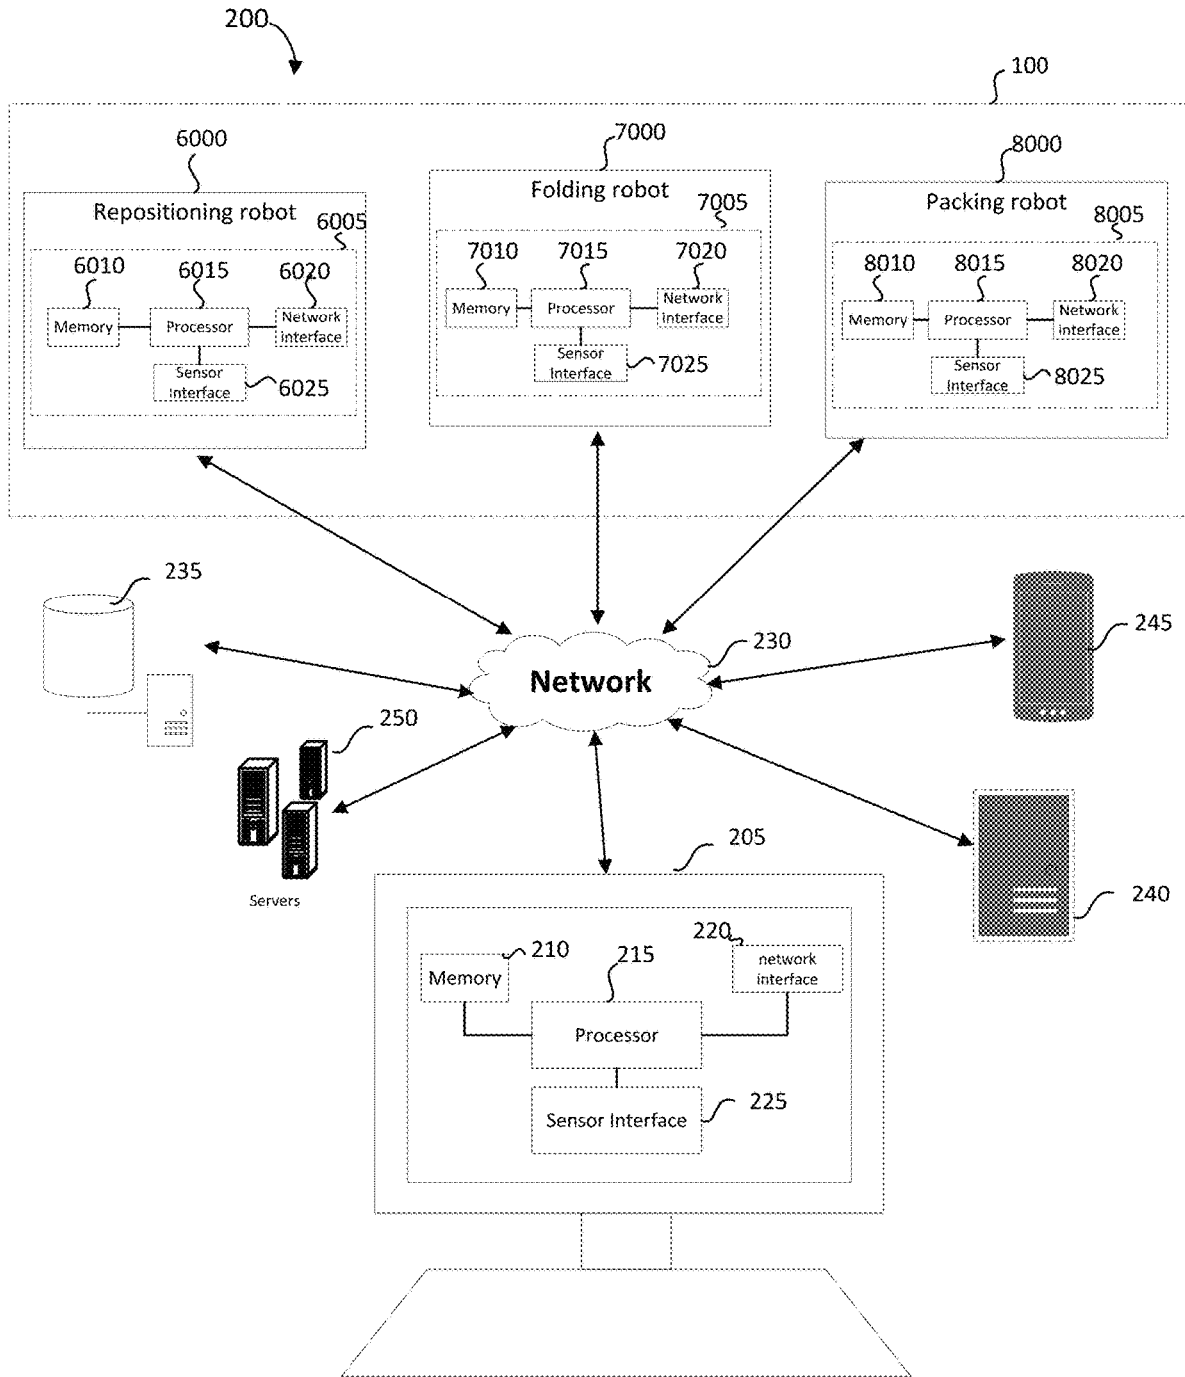 200
100
6000
7000
8000
Repositioning robot
Folding robot
Packing robot
6005
7005
8005
6010
6015
6020
7010
7015
7020
8010
8015
8020
Memory
Processor
Network
interface
Memory
Processor
Network
interface
Memory
Processor
Network
interface
Sensor
Interface
6025
Sensor
Interface
7025
Sensor
Interface
8025
235
245
230
Network
250
Servers
205
240
210
215
220
Memory
network
interface
Processor
Sensor Interface
225